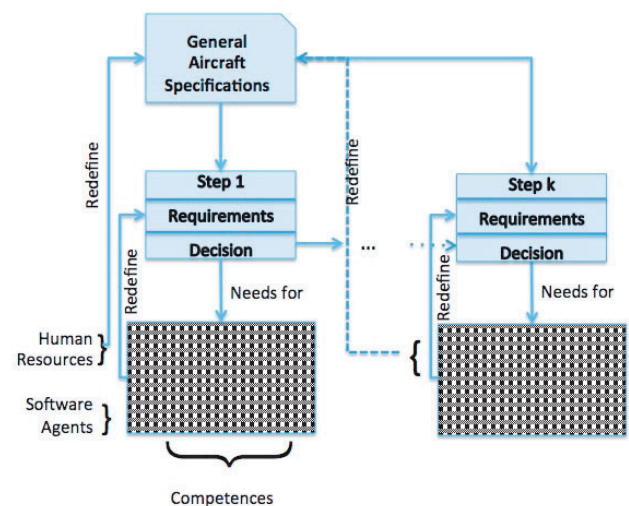 General
Aircraft
Specifications
Redefine
Redefine
Step 1
Requirements
Decision
...
Step k
Requirements
Decision
Redefine
Needs for
Redefine
Needs for
Human
Resources
Software
Agents
Competences